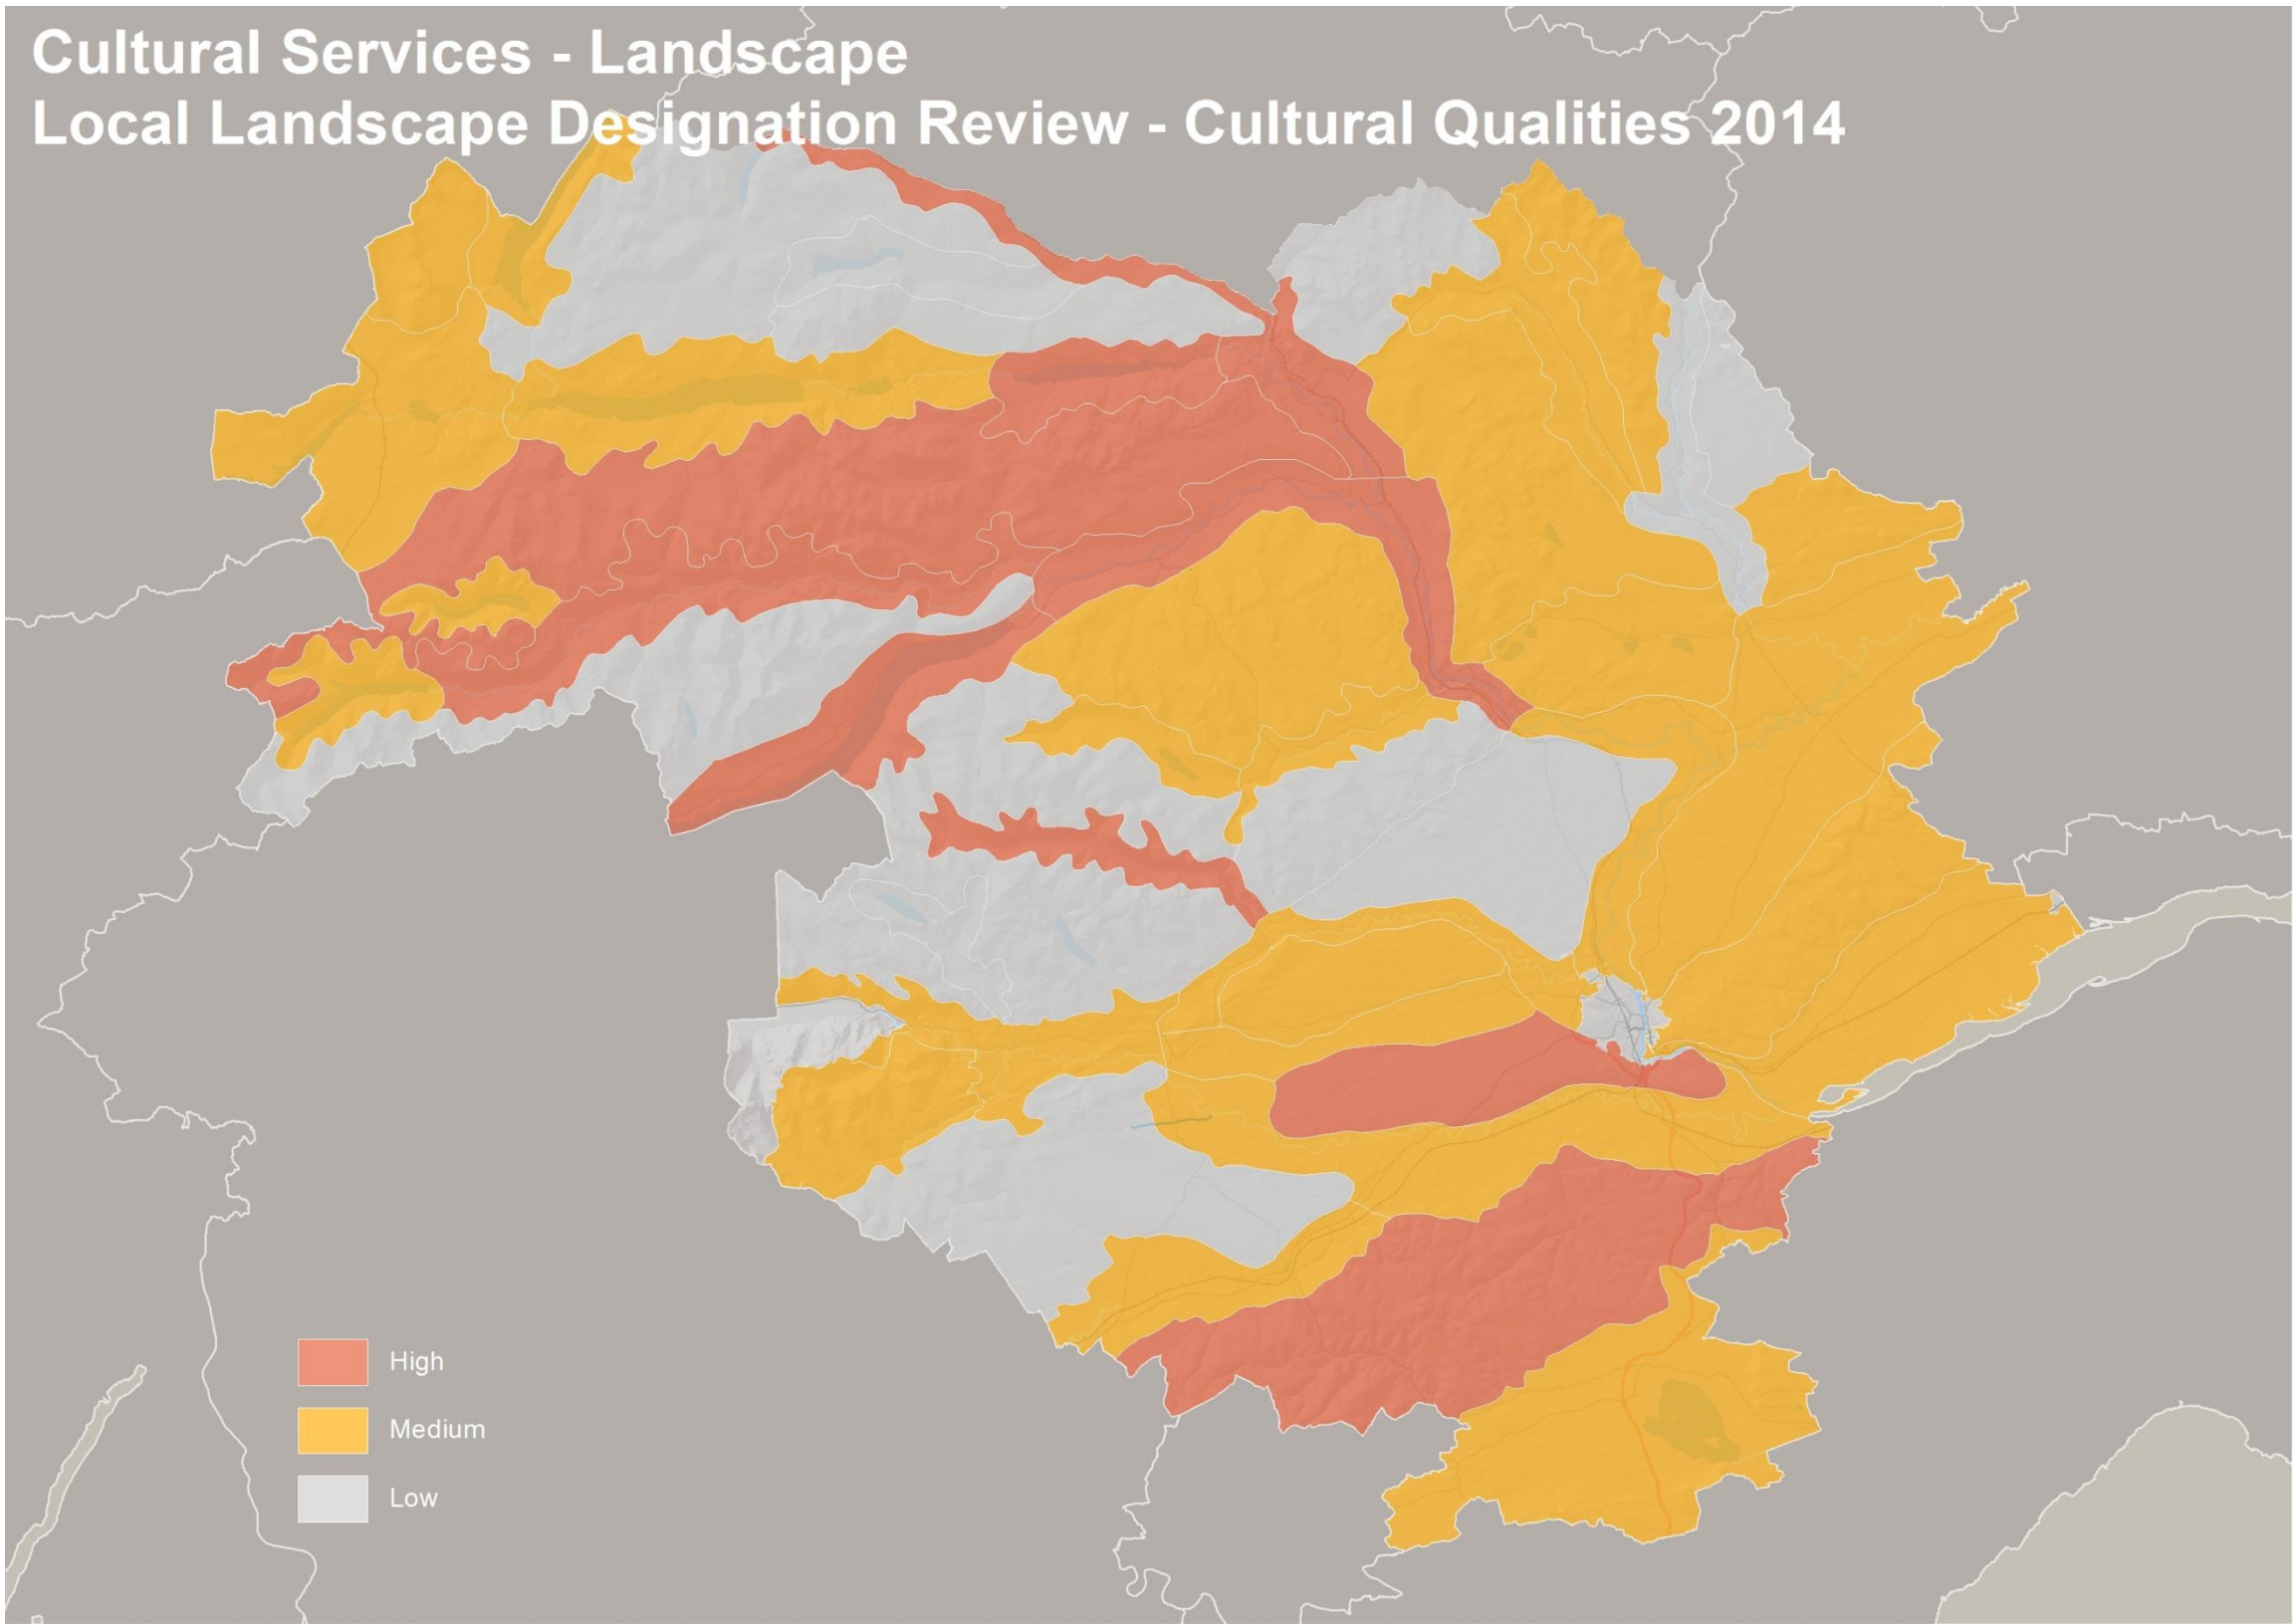 Cultural Services - Landscape
Local Landscape Designation Review - Cultural Qualities 2014
High
Medium
Low